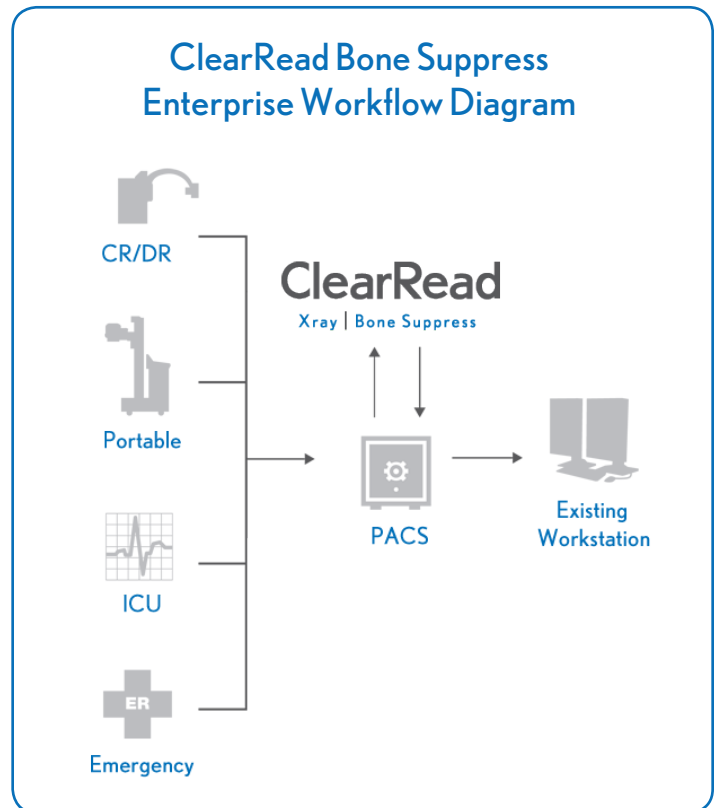 ClearRead Bone Suppress
Enterprise Workflow Diagram
CR/DR
ClearRead
Xray | Bone Suppress
Portable
PACS
Existing
Workstation
ICU
ER
Emergency